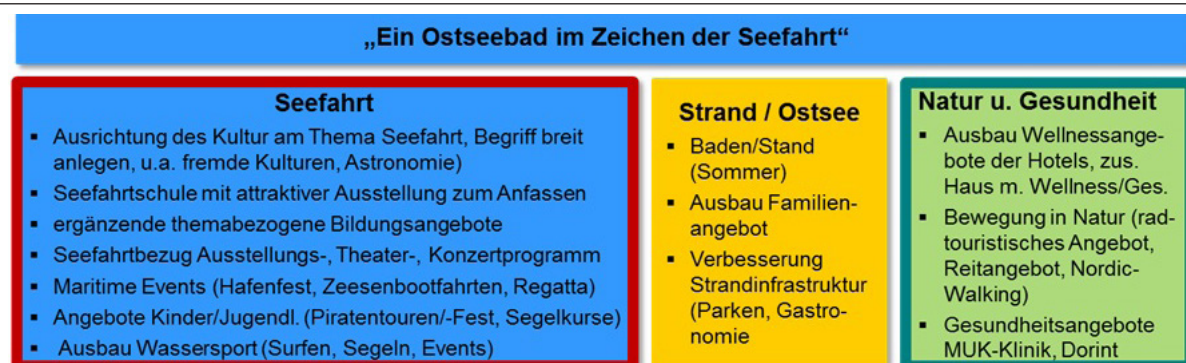 „Ein Ostseebad im Zeichen der Seefahrt“
Seefahrt
▪ Ausrichtung des Kultur am Thema Seefahrt, Begriff breit
anlegen, u.a. fremde Kulturen, Astronomie)
▪ Seefahrtschule mit attraktiver Ausstellung zum Anfassen
▪ ergänzende themabezogene Bildungsangebote
▪ Seefahrtbezug Ausstellungs-, Theater-, Konzertprogramm
▪ Maritime Events (Hafenfest, Zeesenbootfahrten, Regatta)
▪ Angebote Kinder/Jugendl. (Piratentouren/-Fest, Segelkurse)
▪ Ausbau Wassersport (Surfen, Segeln, Events)
Strand / Ostsee
▪ Baden/Stand
(Sommer)
▪ Ausbau Familien-
angebot
▪ Verbesserung
Strandinfrastruktur
(Parken, Gastro-
nomie
Natur u. Gesundheit
▪ Ausbau Wellnessange-
bote der Hotels, zus.
Haus m. Wellness/Ges.
▪ Bewegung in Natur (rad-
touristisches Angebot,
Reitangebot, Nordic-
Walking)
▪ Gesundheitsangebote
MUK-Klinik, Dorint